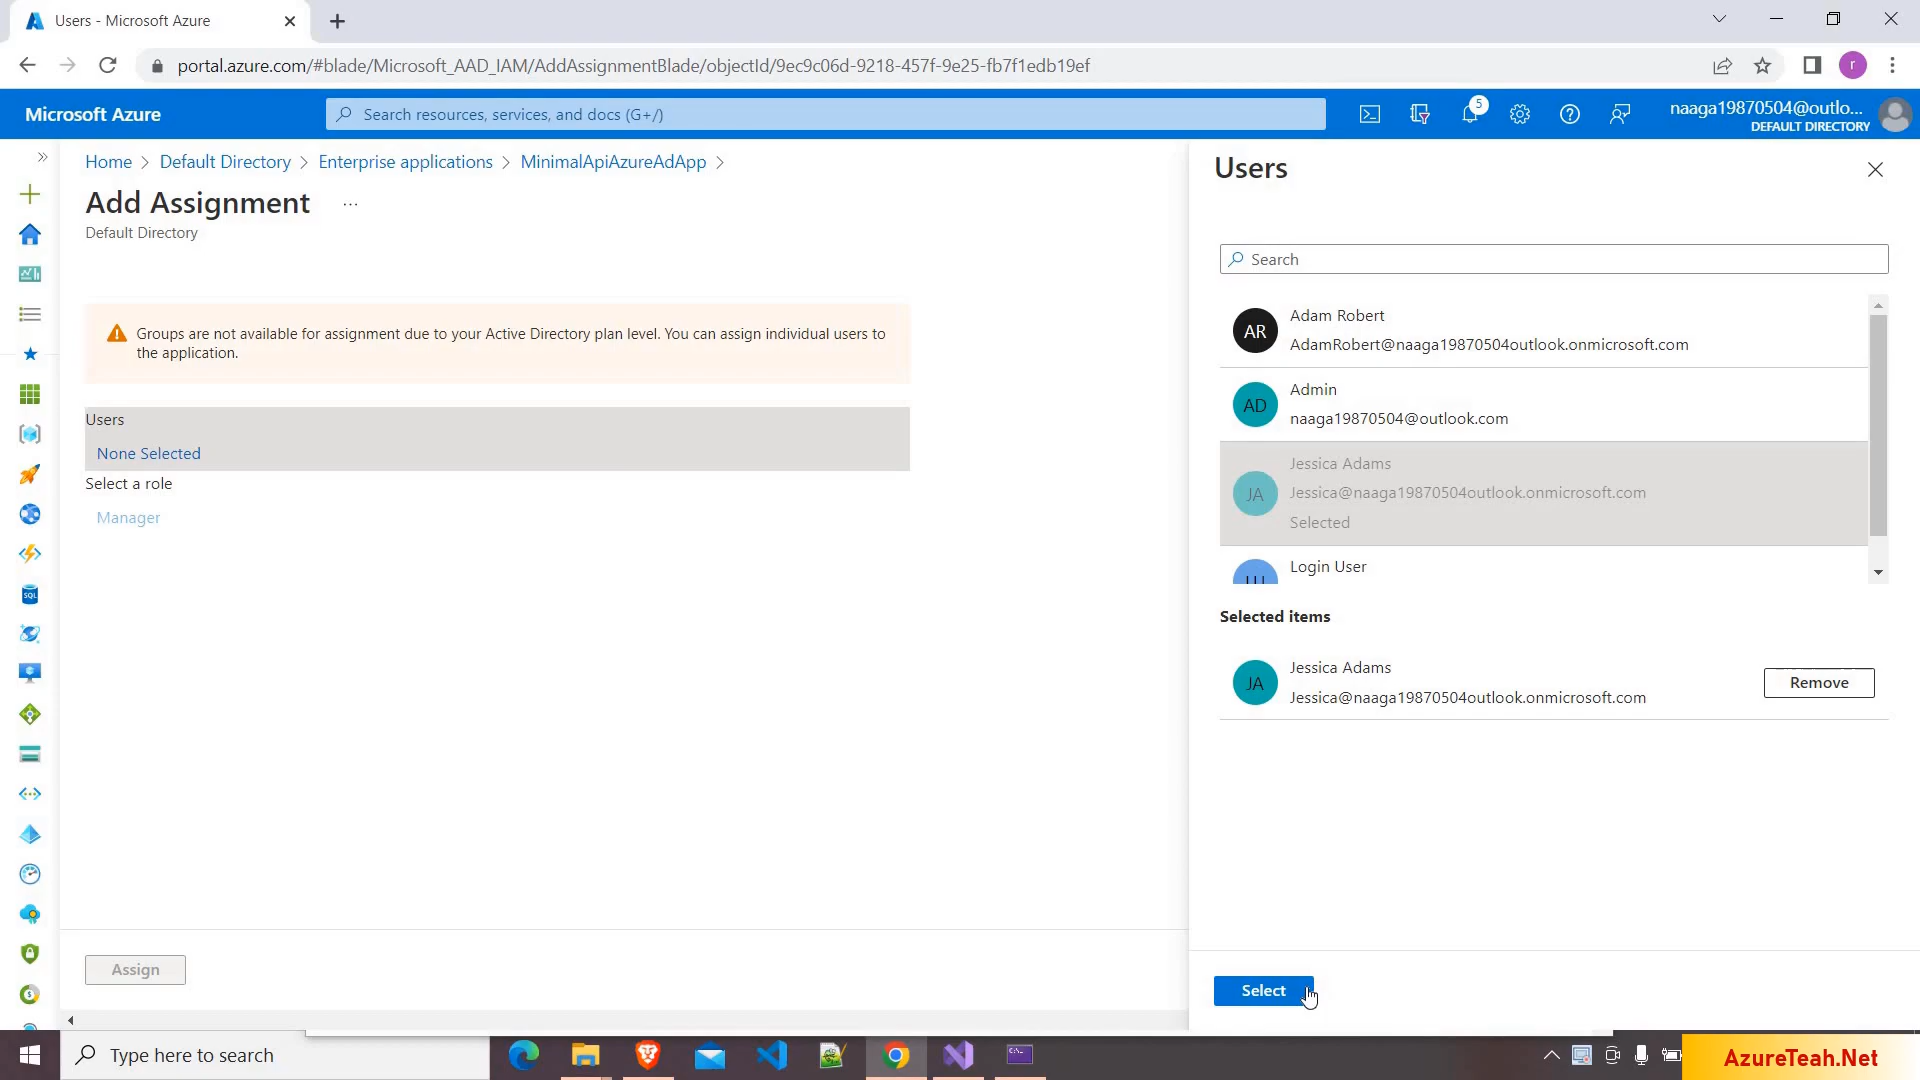 Users - Microsoft Azure
portal.azure.com/#blade/Microsoft_AAD_IAM/AddAssignmentBlade/objectId/9ec9c06d-9218-457f-9e25-fb7f1edb19ef
r
Microsoft Azure
Search resources, services, and docs (G+/)
5
naaga19870504@outlo...
DEFAULT DIRECTORY
Home > Default Directory > Enterprise applications > MinimalApiAzureAdApp >
Add Assignment ...
Default Directory
Groups are not available for assignment due to your Active Directory plan level. You can assign individual users to
the application.
Users
None Selected
Select a role
Manager
Assign
Users
Search
AR
Adam Robert
AdamRobert@naaga19870504outlook.onmicrosoft.com
AD
Admin
naaga19870504@outlook.com
JA
Jessica Adams
Jessica@naaga19870504outlook.onmicrosoft.com
Selected
LU
Login User
Selected items
JA
Jessica Adams
Jessica@naaga19870504outlook.onmicrosoft.com
Remove
Select
SQL
Type here to search
AzureTeah.Net